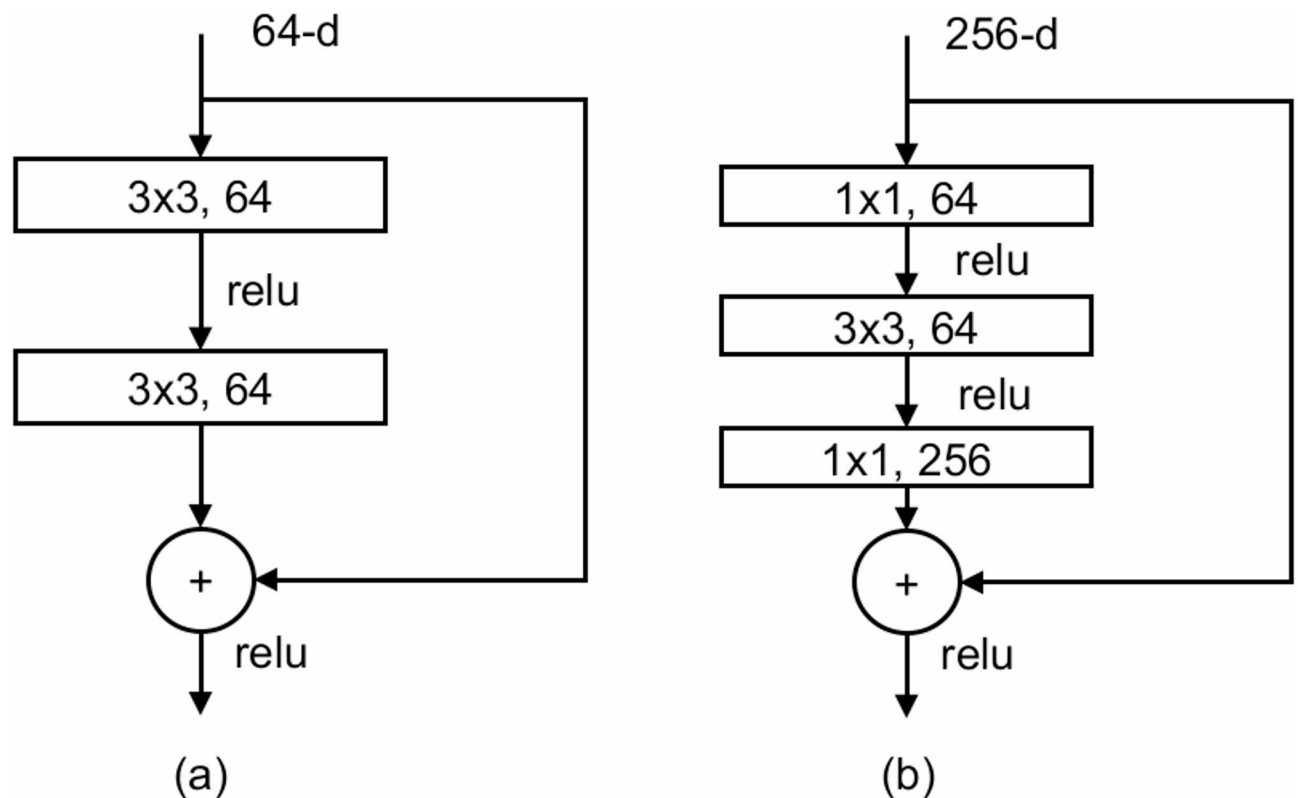 64-d
3x3, 64
relu
3x3, 64
+
relu
(a)
256-d
1x1, 64
relu
3x3, 64
relu
1x1, 256
+
relu
(b)